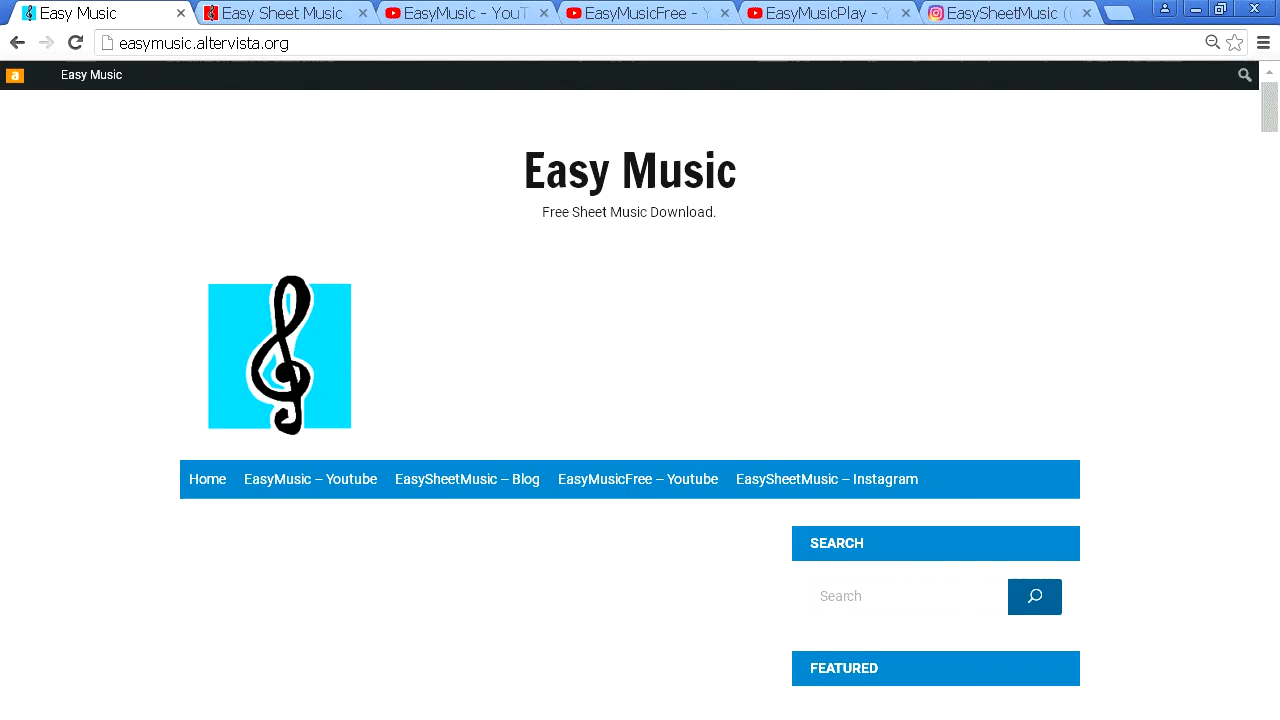 Easy Music
Easy Sheet Music
EasyMusic - YouT
EasyMusicFree - Y
EasyMusicPlay - Y
EasySheetMusic (
easymusic.altervista.org
a
Easy Music
Easy Music
Free Sheet Music Download.
Home EasyMusic – Youtube EasySheetMusic – Blog EasyMusicFree – Youtube EasySheetMusic – Instagram
SEARCH
Search
FEATURED